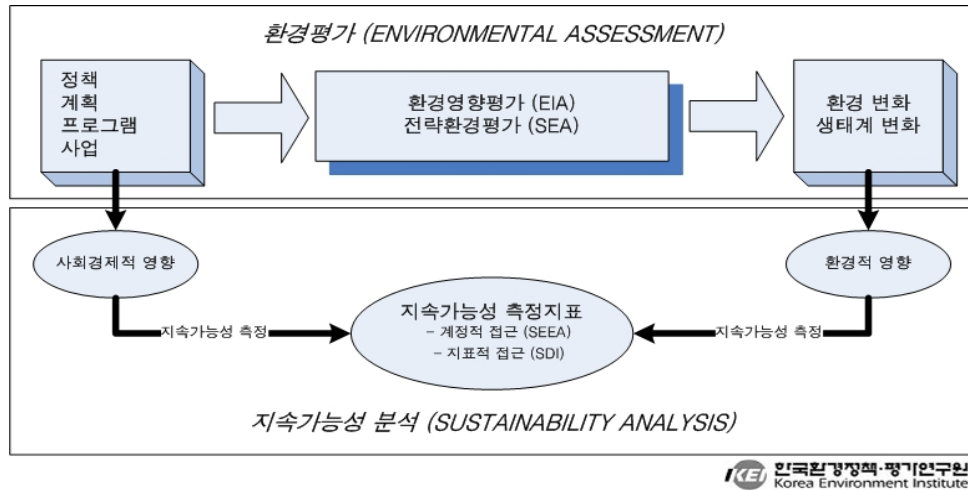 환경평가 (ENVIRONMENTAL ASSESSMENT)
정책
계획
프로그램
사업
환경영향평가 (EIA)
전략환경평가 (SEA)
환경 변화
생태계 변화
사회경제적 영향
환경적 영향
지속가능성 측정지표
- 계정적 접근 (SEEA)
- 지표적 접근 (SDI)
지속가능성 측정
지속가능성 측정
지속가능성 분석 (SUSTAINABILITY ANALYSIS)
KEI 한국환경정책·평가연구원
Korea Environment Institute